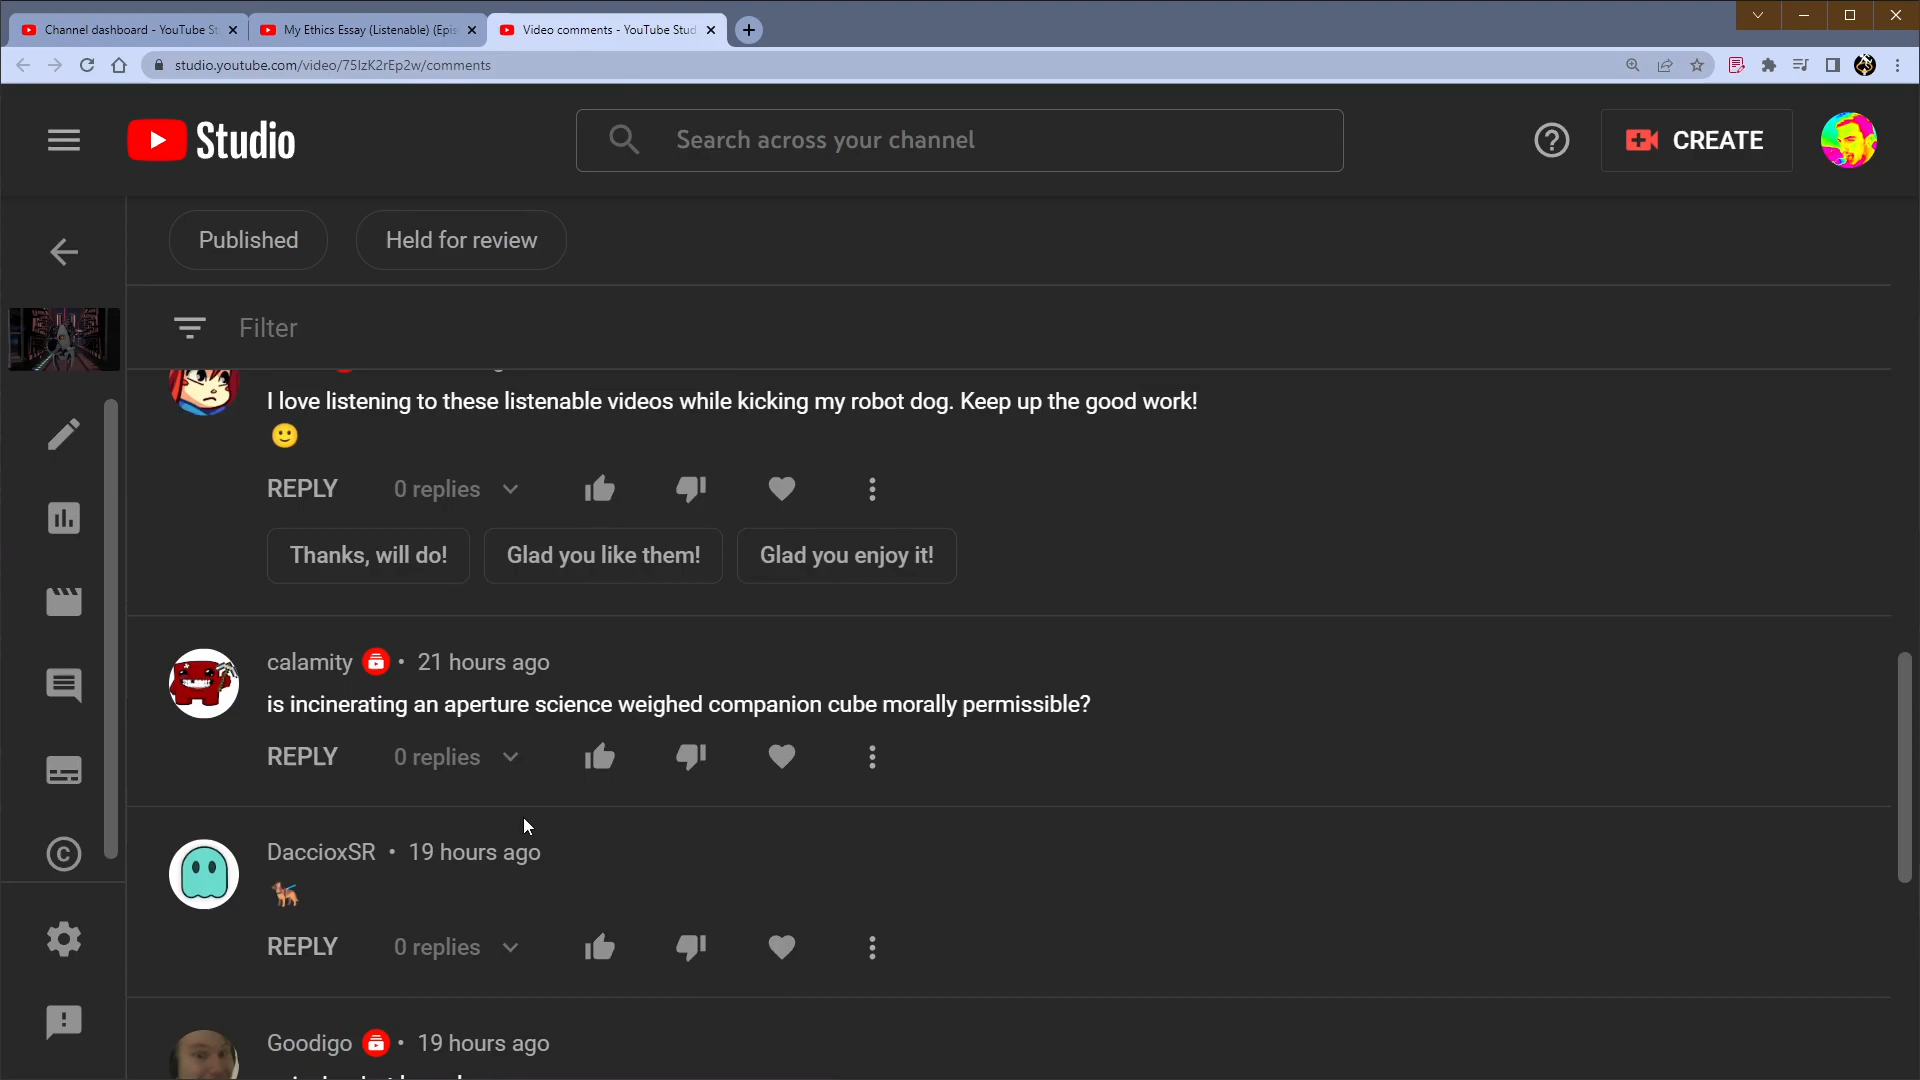 Channel dashboard - YouTube St
My Ethics Essay (Listenable) (Epis
Video comments - YouTube Stud
studio.youtube.com/video/75IzK2rEp2w/comments
Studio
Search across your channel
CREATE
Published
Held for review
Filter
I love listening to these listenable videos while kicking my robot dog. Keep up the good work!
REPLY
0 replies
Thanks, will do!
Glad you like them!
Glad you enjoy it!
calamity • 21 hours ago
is incinerating an aperture science weighed companion cube morally permissible?
REPLY
0 replies
DaccioxSR • 19 hours ago
REPLY
0 replies
Goodigo • 19 hours ago